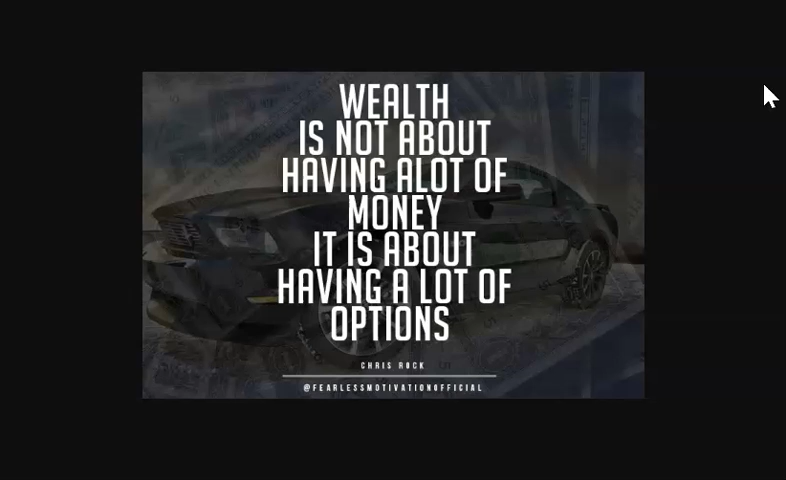 WEALTH
IS NOT ABOUT
HAVING ALOT OF
MONEY
IT IS ABOUT
HAVING A LOT OF
OPTIONS
CHRIS ROCK
@FEARLESSMOTIVATIONOFFICIAL